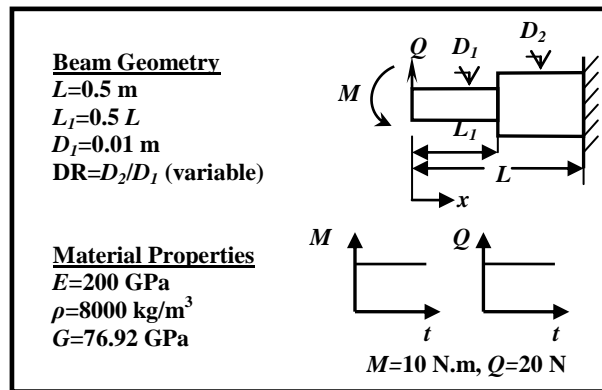 Beam Geometry
L=0.5 m
L₁=0.5 L
D₁=0.01 m
DR=D₂/D₁ (variable)
Q
D₁
D₂
M
L₁
L
x
Material Properties
E=200 GPa
ρ=8000 kg/m³
G=76.92 GPa
M
Q
t
t
M=10 N.m, Q=20 N